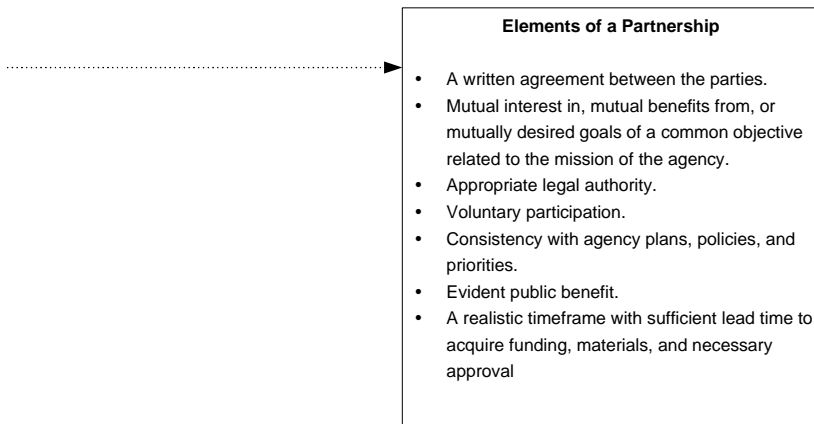 Elements of a Partnership
• A written agreement between the parties.
• Mutual interest in, mutual benefits from, or
mutually desired goals of a common objective
related to the mission of the agency.
• Appropriate legal authority.
• Voluntary participation.
• Consistency with agency plans, policies, and
priorities.
• Evident public benefit.
• A realistic timeframe with sufficient lead time to
acquire funding, materials, and necessary
approval